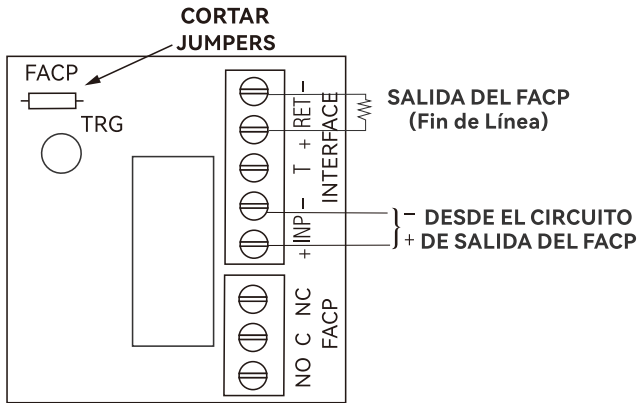 CORTAR
JUMPERS
FACP
TRG
+ INP − T + RET −
INTERFACE
SALIDA DEL FACP
(Fin de Línea)
− DESDE EL CIRCUITO
+ DE SALIDA DEL FACP
NO C NC
FACP